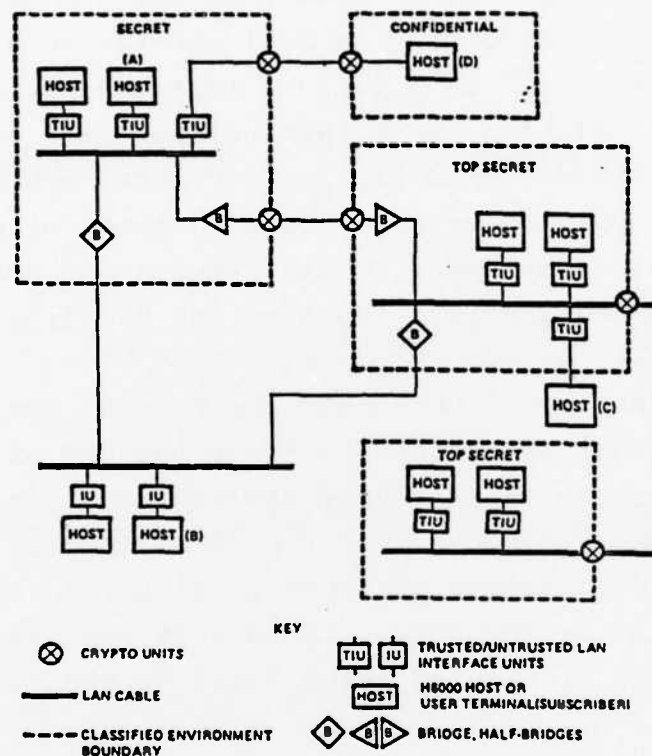 SECRET
(A)
HOST
HOST
TIU
TIU
TIU
B
B
CONFIDENTIAL
HOST
(D)
TOP SECRET
B
HOST
HOST
TIU
TIU
TIU
B
HOST
(C)
IU
IU
HOST
HOST
(B)
TOP SECRET
HOST
HOST
TIU
TIU
KEY
CRYPTO UNITS
LAN CABLE
CLASSIFIED ENVIRONMENT
BOUNDARY
TIU
IU
TRUSTED/UNTRUSTED LAN
INTERFACE UNITS
HOST
H6000 HOST OR
USER TERMINAL(SUBSCRIBER)
B
B
B
BRIDGE, HALF-BRIDGES